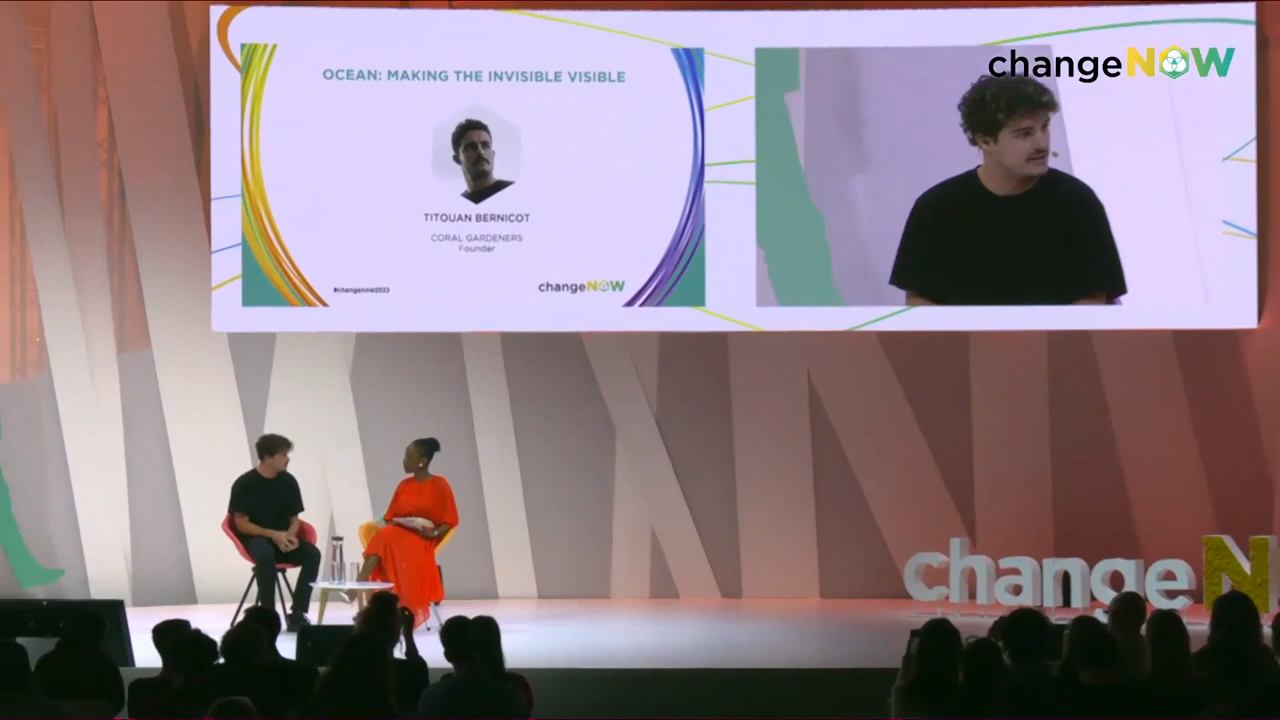 OCEAN: MAKING THE INVISIBLE VISIBLE
TITOUAN BERNICOT
CORAL GARDENERS
Founder
#changenow2023
changeNOW
changeNOW
changeN